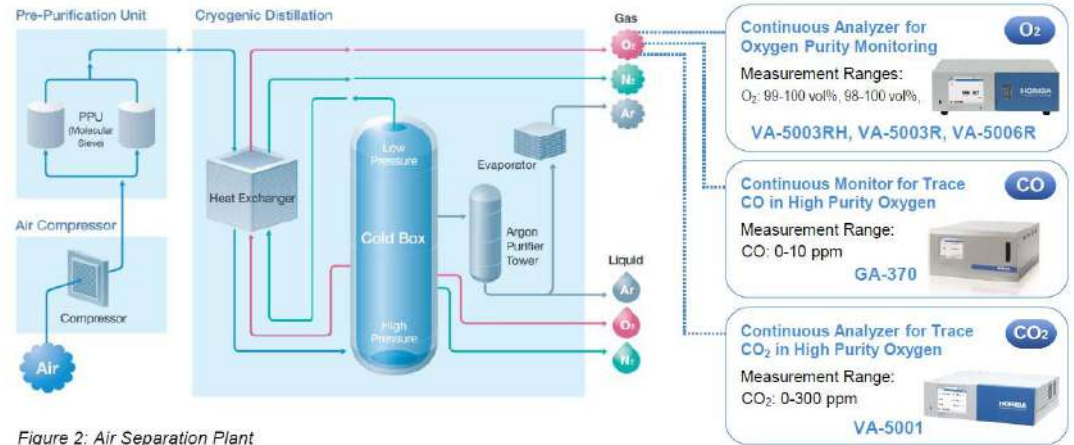 Pre-Purification Unit
PPU
(Molecular
Sieve)
Air Compressor
Compressor
Air
Cryogenic Distillation
Heat Exchanger
Low
Pressure
Cold Box
High
Pressure
Evaporator
Argon
Purifier
Tower
Gas
O₂
N₂
Ar
Liquid
Ar
O₂
N₂
Continuous Analyzer for
Oxygen Purity Monitoring
O₂
Measurement Ranges:
O₂: 99-100 vol%, 98-100 vol%,
HORIBA
VA-5003RH, VA-5003R, VA-5006R
Continuous Monitor for Trace
CO in High Purity Oxygen
CO
Measurement Range:
CO: 0-10 ppm
GA-370
Continuous Analyzer for Trace
CO₂ in High Purity Oxygen
CO₂
Measurement Range:
CO₂: 0-300 ppm
HORIBA
VA-5001
Figure 2: Air Separation Plant